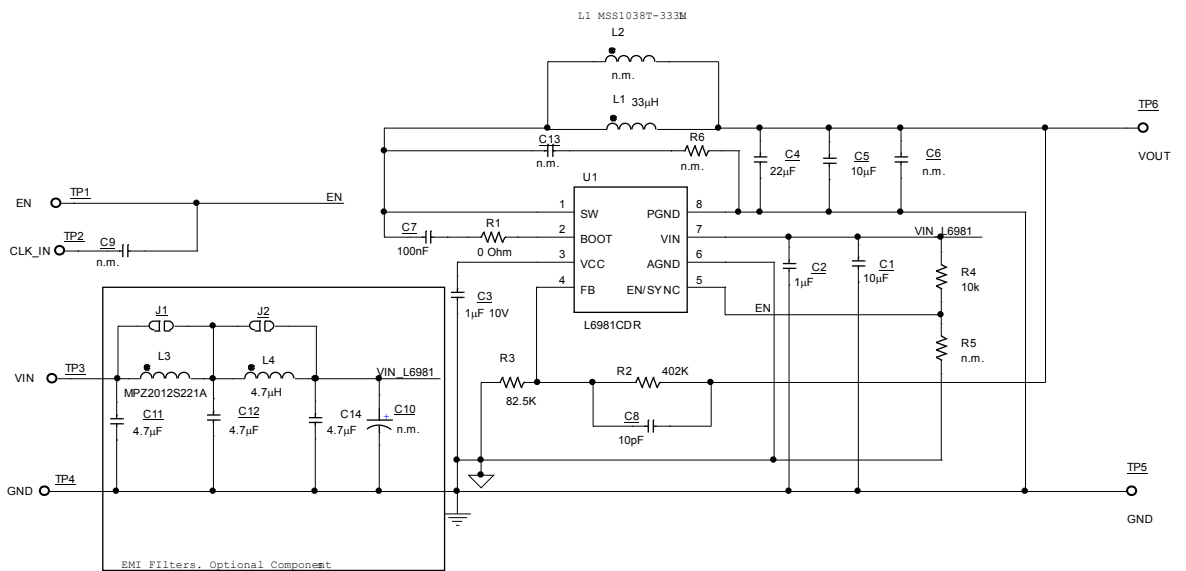 L1 MSS1038T-333M
L2
n.m.
L1 33µH
TP6
VOUT
C13
n.m.
R6
n.m.
C4
22µF
C5
10µF
C6
n.m.
U1
EN
TP1
EN
CLK_IN
TP2
C9
n.m.
1 SW PGND 8
2 BOOT VIN 7
3 VCC AGND 6
4 FB EN/SYNC 5
L6981CDR
C7
100nF
R1
0 Ohm
VIN_L6981
C3
1µF 10V
C2
1µF
C1
10µF
R4
10k
EN
R5
n.m.
J1
J2
L3
MPZ2012S221A
L4
4.7µH
VIN
TP3
VIN_L6981
C11
4.7µF
C12
4.7µF
C14
4.7µF
+
C10
n.m.
R3
82.5K
R2 402K
C8
10pF
GND
TP4
TP5
GND
EMI FIlters. Optional Component